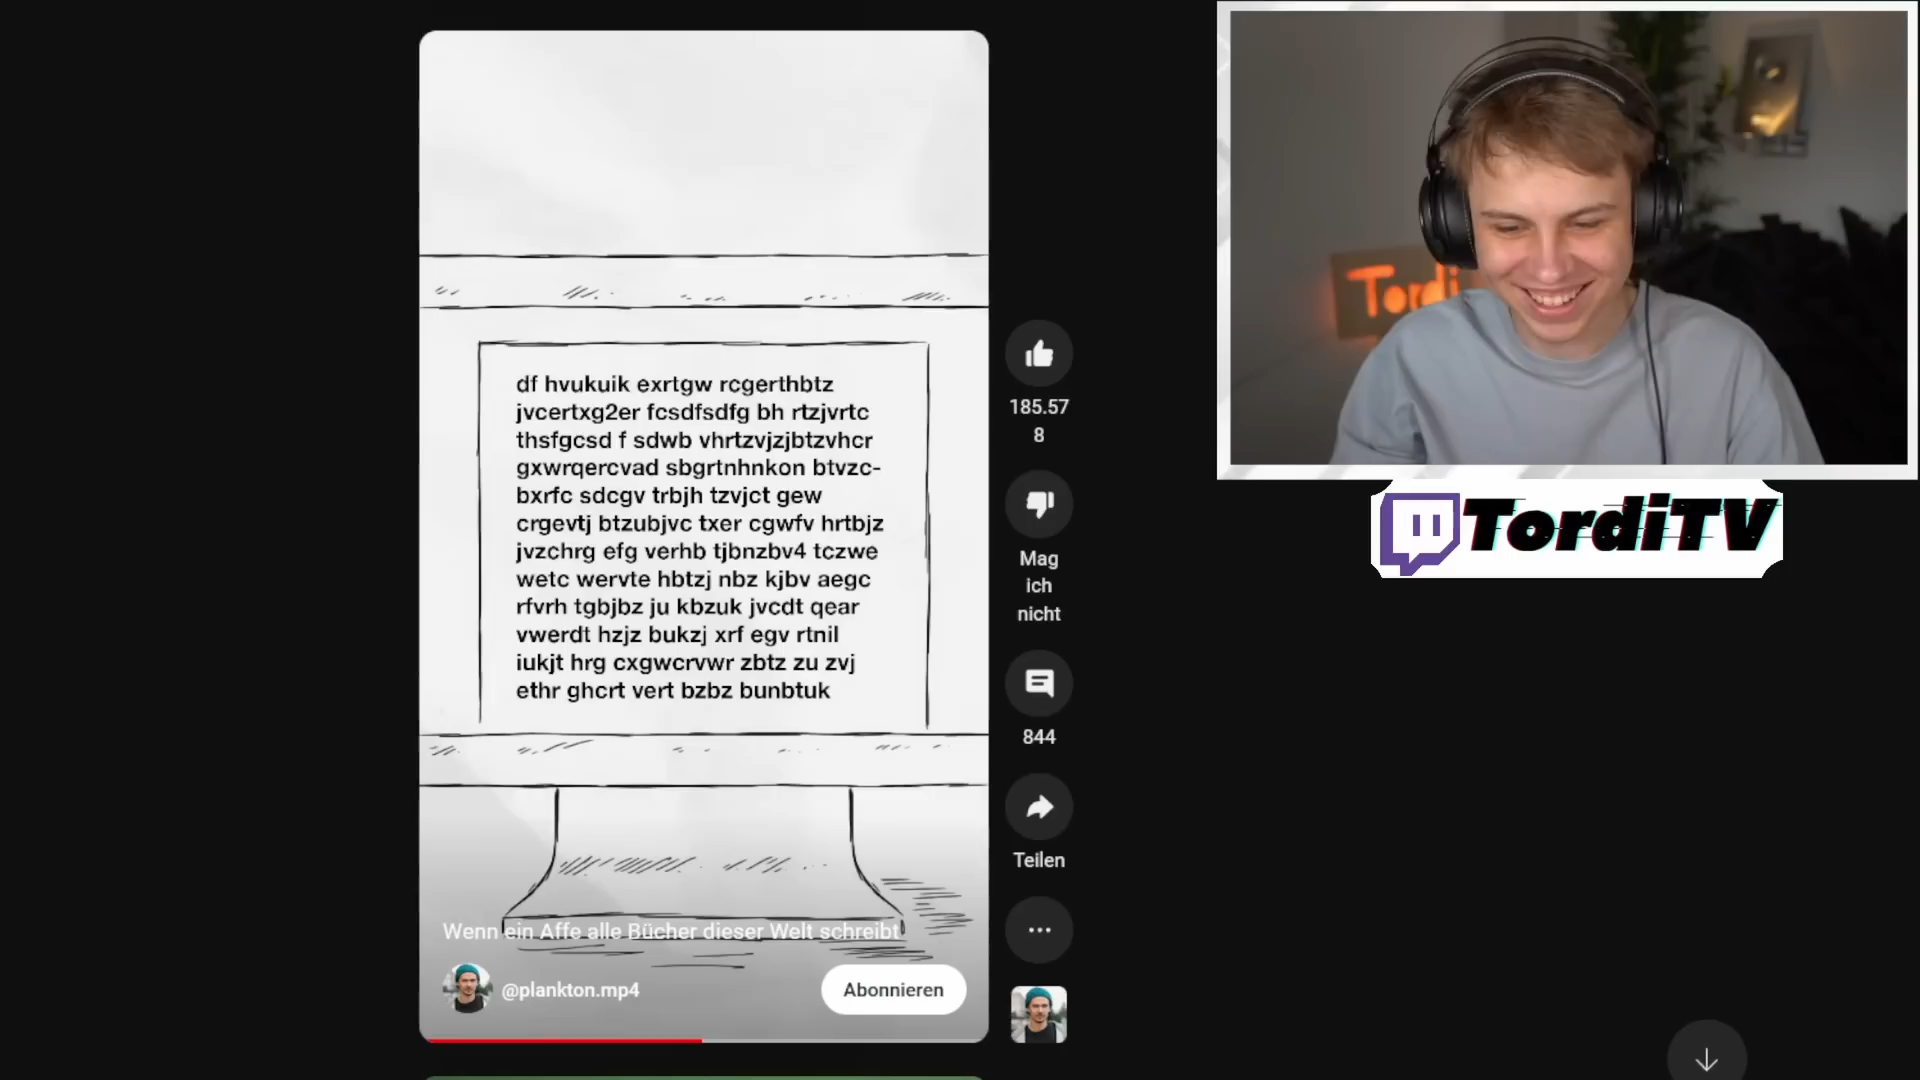 df hvukuik exrtgw rcgerthbtz
jvcertxg2er fcsdfsdfg bh rtzjvrtc
thsfgcsd f sdwb vhrtzvjzjbtzvhcr
gxwrqercvad sbgrtnhnkon btvzc-
bxrfc sdcgv trbjh tzvjct gew
crgevtj btzubjvc txer cgwfv hrtbjz
jvzchrg efg verhb tjbnzbv4 tczwe
wetc wervte hbtzj nbz kjbv aegc
rfvrh tgbjbz ju kbzuk jvcdt qear
vwerdt hzjz bukzj xrf egv rtnil
iukjt hrg cxgwcrvwr zbtz zu zvj
ethr ghcrt vert bzbz bunbtuk
Wenn ein Affe alle Bücher dieser Welt schreibt
@plankton.mp4
Abonnieren
185.57
8
Mag
ich
nicht
844
Teilen
Tordi
TordiTV